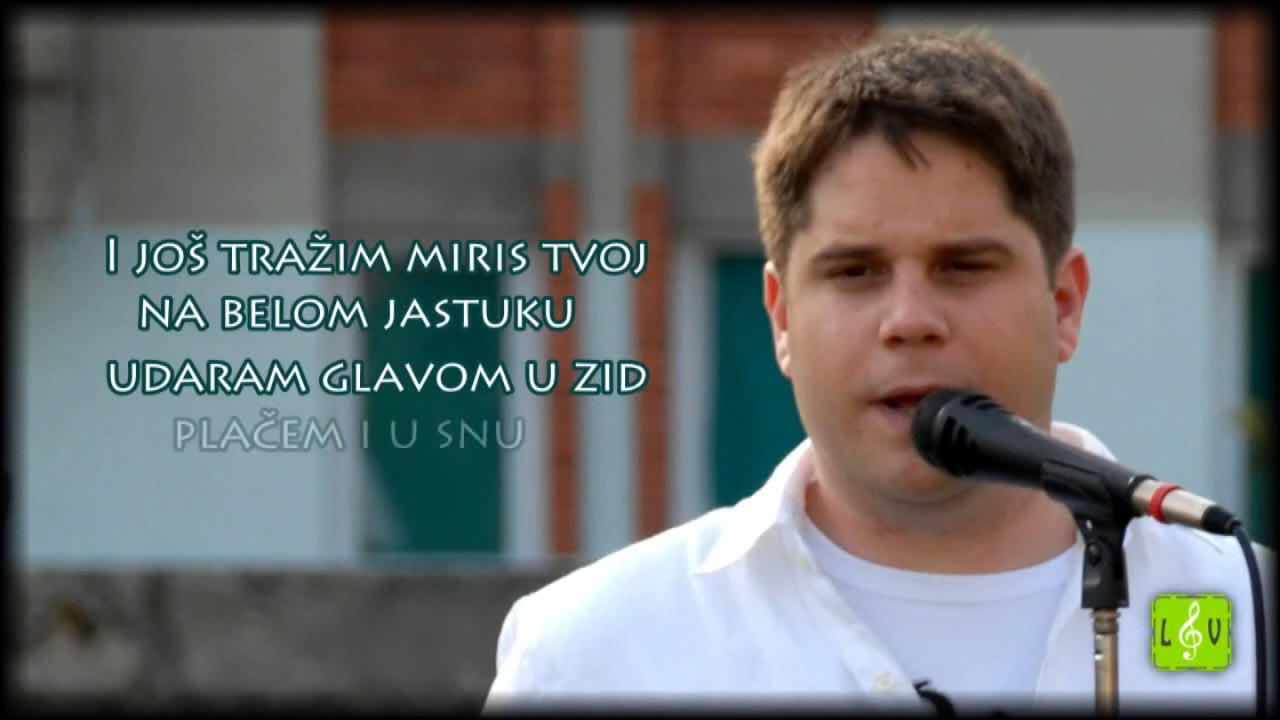 I JOŠ TRAŽIM MIRIS TVOJ
NA BELOM JASTUKU
UDARAM GLAVOM U ZID
PLAČEM I U SNU
L V